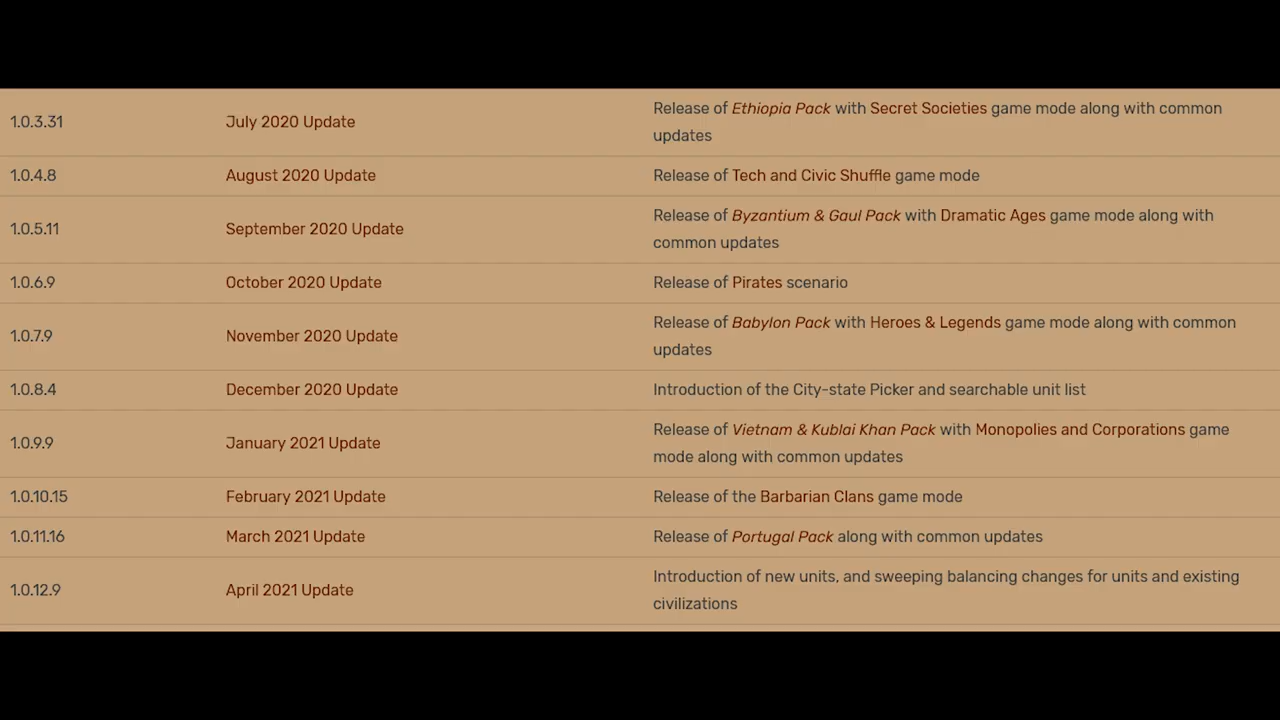 1.0.3.31 July 2020 Update Release of Ethiopia Pack with Secret Societies game mode along with common
updates
1.0.4.8 August 2020 Update Release of Tech and Civic Shuffle game mode
1.0.5.11 September 2020 Update Release of Byzantium & Gaul Pack with Dramatic Ages game mode along with
common updates
1.0.6.9 October 2020 Update Release of Pirates scenario
1.0.7.9 November 2020 Update Release of Babylon Pack with Heroes & Legends game mode along with common
updates
1.0.8.4 December 2020 Update Introduction of the City-state Picker and searchable unit list
1.0.9.9 January 2021 Update Release of Vietnam & Kublai Khan Pack with Monopolies and Corporations game
mode along with common updates
1.0.10.15 February 2021 Update Release of the Barbarian Clans game mode
1.0.11.16 March 2021 Update Release of Portugal Pack along with common updates
1.0.12.9 April 2021 Update Introduction of new units, and sweeping balancing changes for units and existing
civilizations